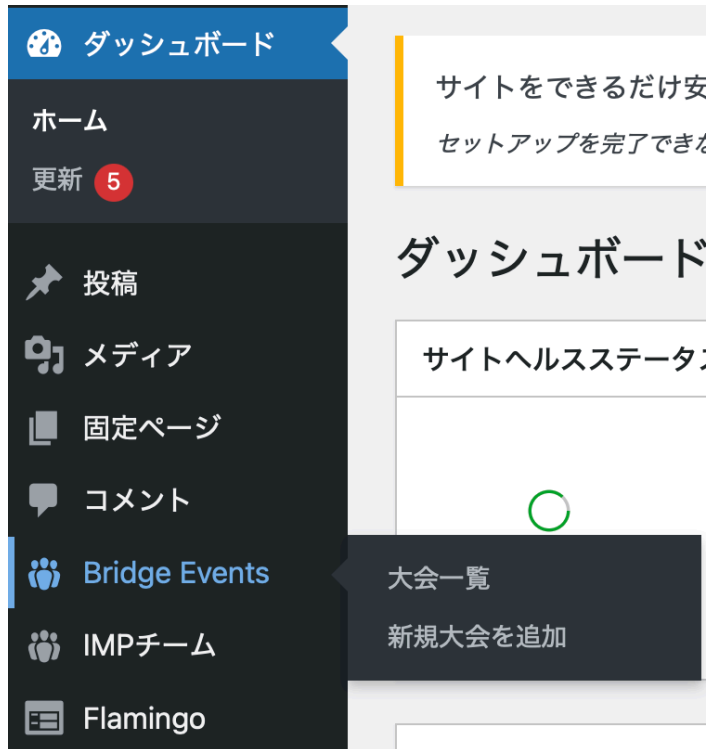 ダッシュボード
ホーム
更新 5
投稿
メディア
固定ページ
コメント
Bridge Events
大会一覧
新規大会を追加
IMPチーム
Flamingo
サイトをできるだけ安
セットアップを完了できな
ダッシュボード
サイトヘルスステータス